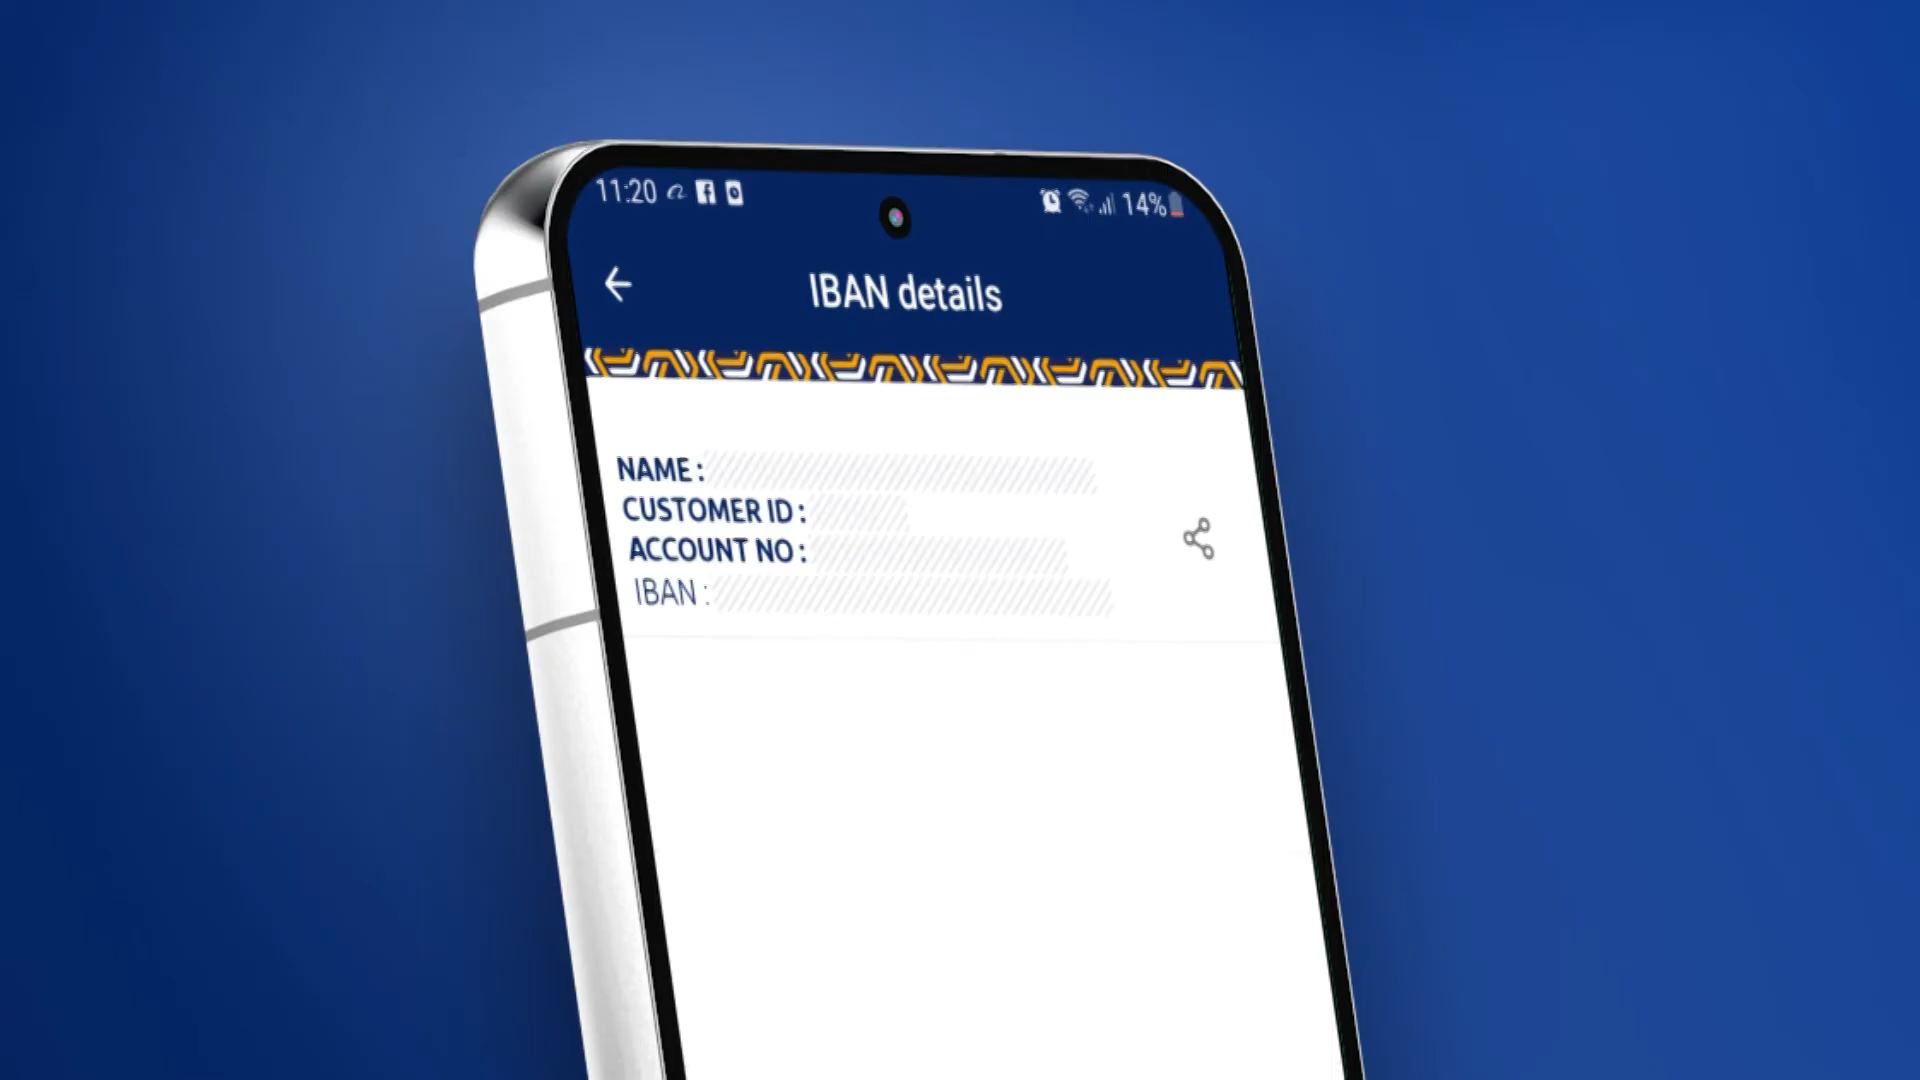 11:20
14%
IBAN details
NAME :
CUSTOMER ID :
ACCOUNT NO :
IBAN :